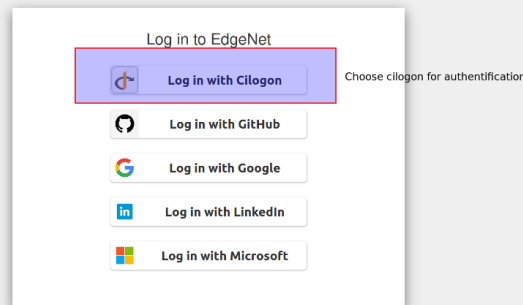 Log in to EdgeNet
Log in with Cilogon
Choose cilogon for authentification
Log in with GitHub
Log in with Google
Log in with LinkedIn
Log in with Microsoft